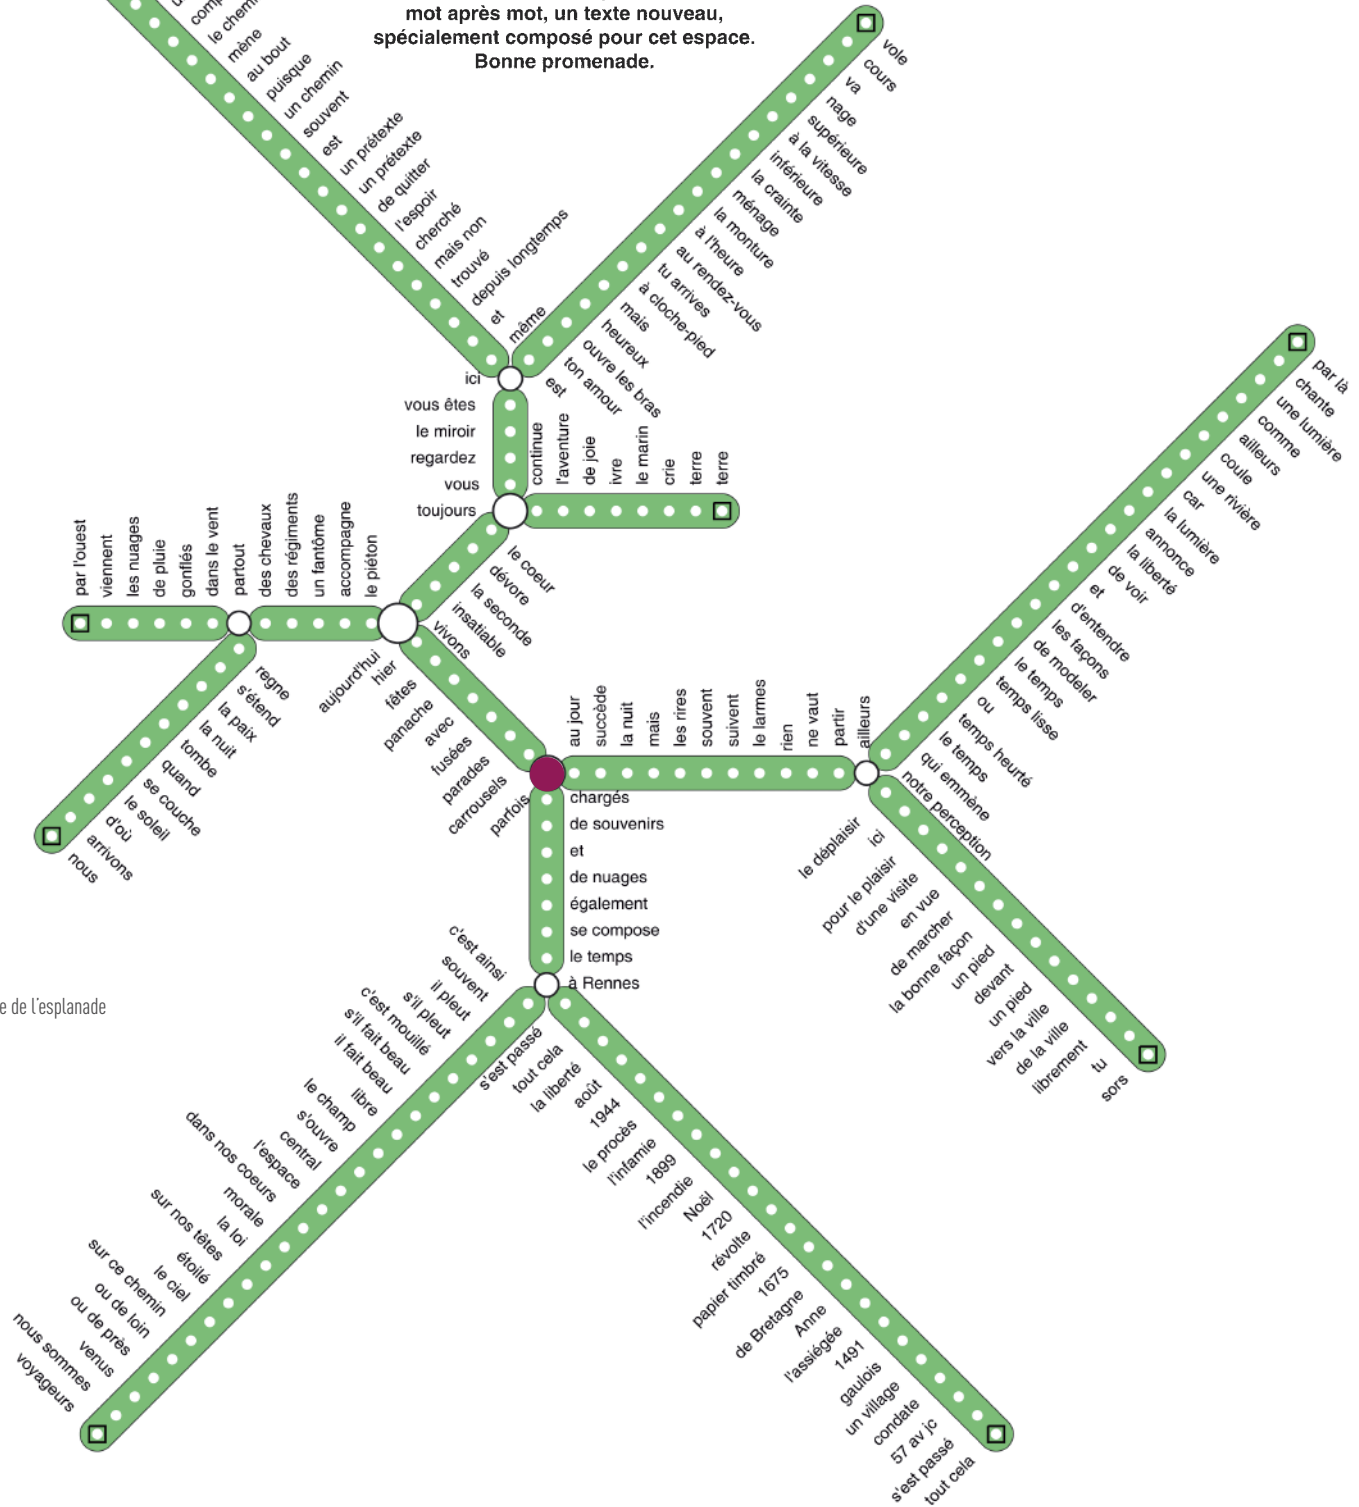 le chemin
mène
au bout
puisque
un chemin
souvent
est
un prétexte
un prétexte
de quitter
l'espoir
cherché
mais non
trouvé
depuis longtemps
et
même
mot après mot, un texte nouveau,
spécialement composé pour cet espace.
Bonne promenade.
vole
cours
va
nage
supérieure
à la vitesse
inférieure
la crainte
ménage
la monture
à l'heure
au rendez-vous
tu arrives
à cloche-pied
mais
heureux
ouvre les bras
ton amour
est
ici
vous êtes
le miroir
regardez
vous
toujours
continue
l'aventure
de joie
ivre
le marin
crie
terre
terre
le coeur
dévore
la seconde
insatiable
vivons
par l'ouest
viennent
les nuages
de pluie
gonflés
dans le vent
partout
des chevaux
des régiments
un fantôme
accompagne
le piéton
regne
s'étend
la paix
la nuit
tombe
quand
se couche
le soleil
d'où
arrivons
nous
aujourd'hui
hier
fêtes
panache
avec
fusées
parades
carrousels
parfois
au jour
succède
la nuit
mais
les rires
souvent
suivent
le larmes
rien
ne vaut
partir
ailleurs
par là
chante
une lumière
comme
ailleurs
coule
une rivière
car
la lumière
annonce
la liberté
de voir
et
d'entendre
les façons
de modeler
le temps
temps lisse
ou
temps heurté
le temps
qui emmène
notre perception
le déplaisir
ici
pour le plaisir
d'une visite
en vue
de marcher
la bonne façon
un pied
devant
un pied
vers la ville
de la ville
librement
tu
sors
chargés
de souvenirs
et
de nuages
également
se compose
le temps
à Rennes
e de l'esplanade
c'est ainsi
souvent
il pleut
s'il pleut
c'est mouillé
s'il fait beau
il fait beau
libre
le champ
s'ouvre
central
l'espace
dans nos coeurs
morale
la loi
sur nos têtes
étoilé
le ciel
sur ce chemin
ou de loin
ou de près
venus
nous sommes
voyageurs
s'est passé
tout cela
la liberté
août
1944
le procès
l'infamie
1899
l'incendie
Noël
1720
révolte
papier timbré
1675
de Bretagne
Anne
l'assiégée
1491
gaulois
un village
condate
57 av jc
s'est passé
tout cela